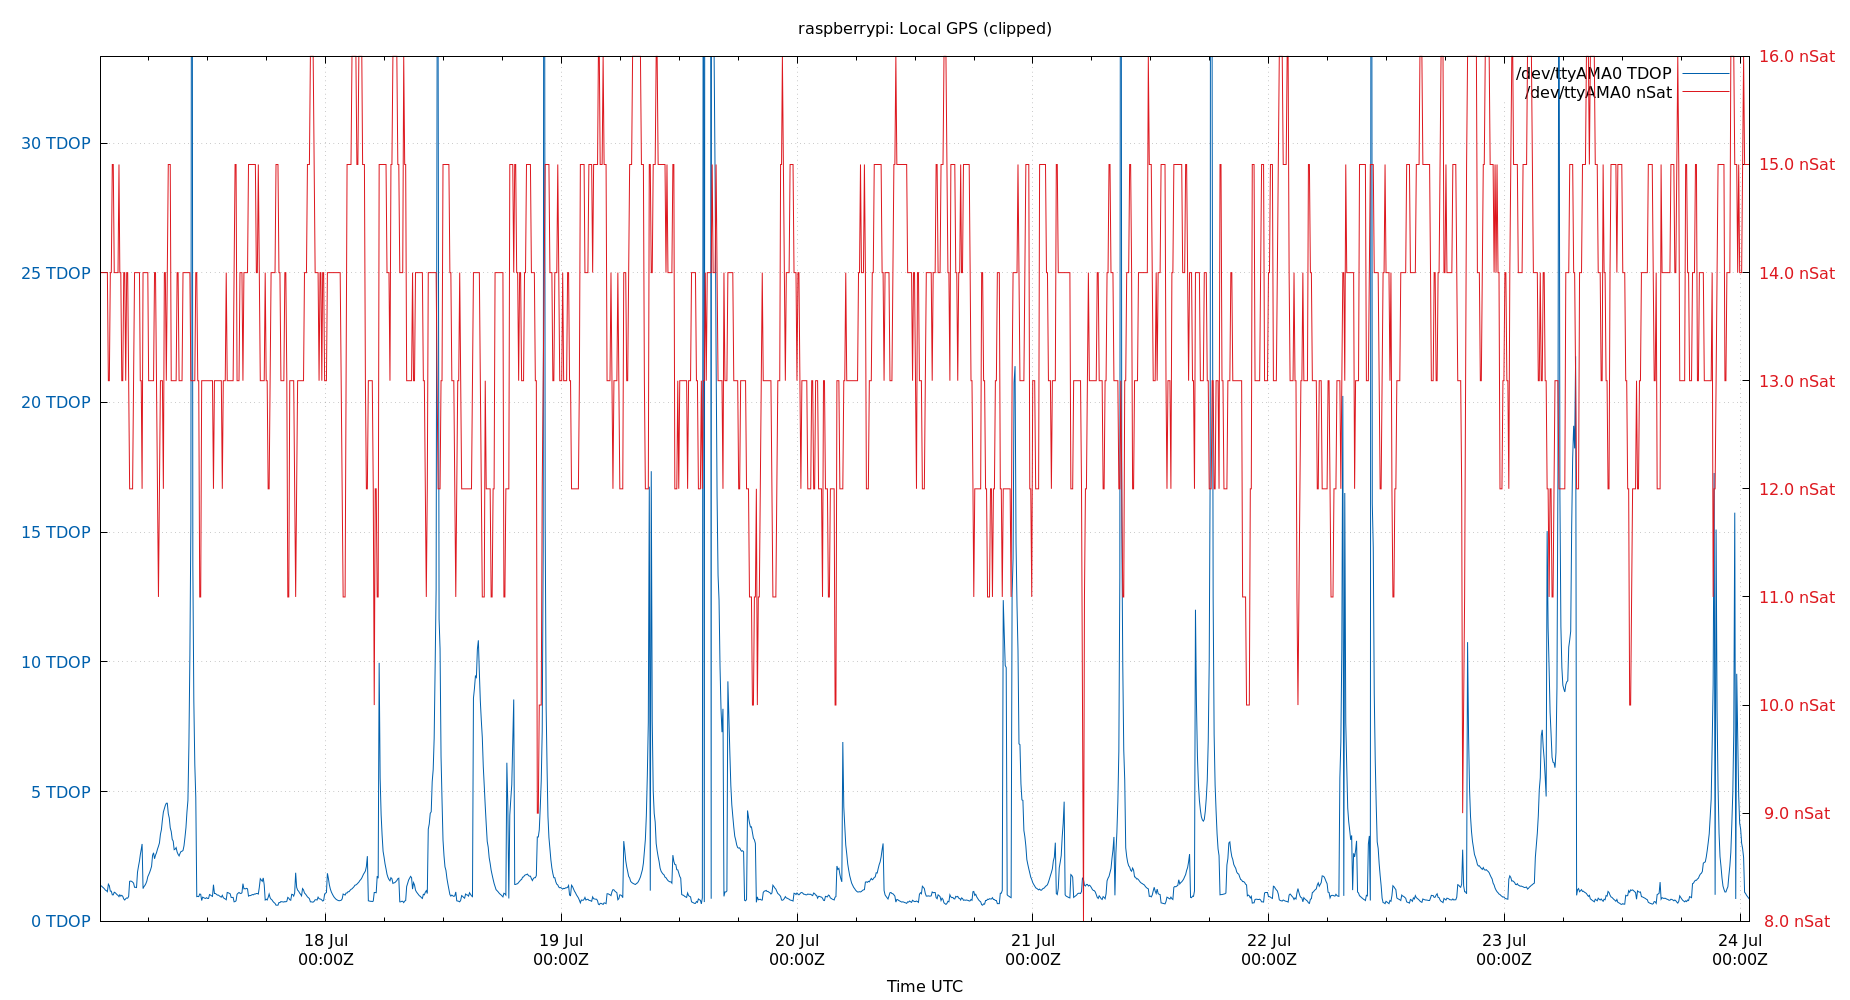 raspberrypi: Local GPS (clipped)
/dev/ttyAMA0 TDOP
/dev/ttyAMA0 nSat
30 TDOP
25 TDOP
20 TDOP
15 TDOP
10 TDOP
5 TDOP
0 TDOP
16.0 nSat
15.0 nSat
14.0 nSat
13.0 nSat
12.0 nSat
11.0 nSat
10.0 nSat
9.0 nSat
8.0 nSat
18 Jul
00:00Z
19 Jul
00:00Z
20 Jul
00:00Z
21 Jul
00:00Z
22 Jul
00:00Z
23 Jul
00:00Z
24 Jul
00:00Z
Time UTC